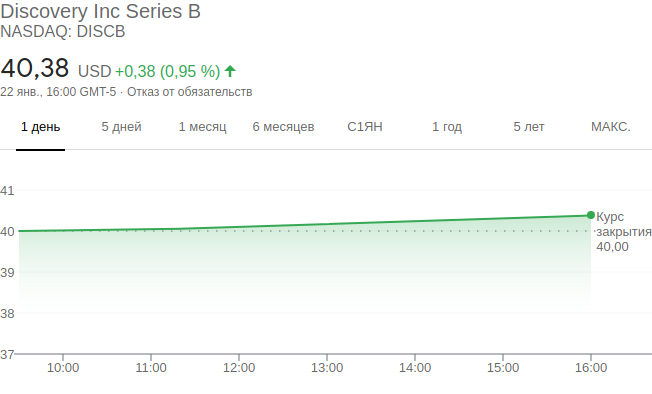 Discovery Inc Series B
NASDAQ: DISCB
40,38 USD +0,38 (0,95 %)
22 янв., 16:00 GMT-5 · Отказ от обязательств
1 день 5 дней 1 месяц 6 месяцев С1ЯН 1 год 5 лет МАКС.
41
40
39
38
37
Курс
закрытия
40,00
10:00 11:00 12:00 13:00 14:00 15:00 16:00